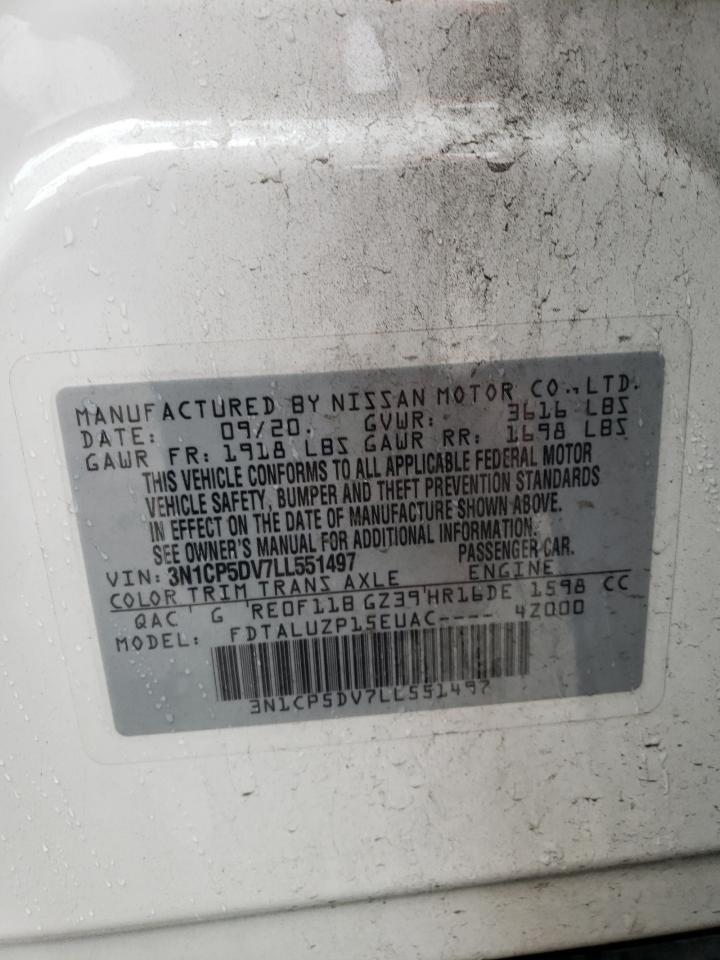 MANUFACTURED BY NISSAN MOTOR CO.,LTD.
DATE: 09/20. GVWR: 3616 LBS
GAWR FR: 1918 LBS GAWR RR: 1698 LBS
THIS VEHICLE CONFORMS TO ALL APPLICABLE FEDERAL MOTOR
VEHICLE SAFETY, BUMPER AND THEFT PREVENTION STANDARDS
IN EFFECT ON THE DATE OF MANUFACTURE SHOWN ABOVE.
SEE OWNER'S MANUAL FOR ADDITIONAL INFORMATION.
VIN: 3N1CP5DV7LL551497 PASSENGER CAR.
COLOR TRIM TRANS AXLE ENGINE
QAC G RE0F11B GZ39 HR16DE 1598 CC
MODEL: FDTALUZP15EUAC---- 4Z000
3N1CP5DV7LL551497